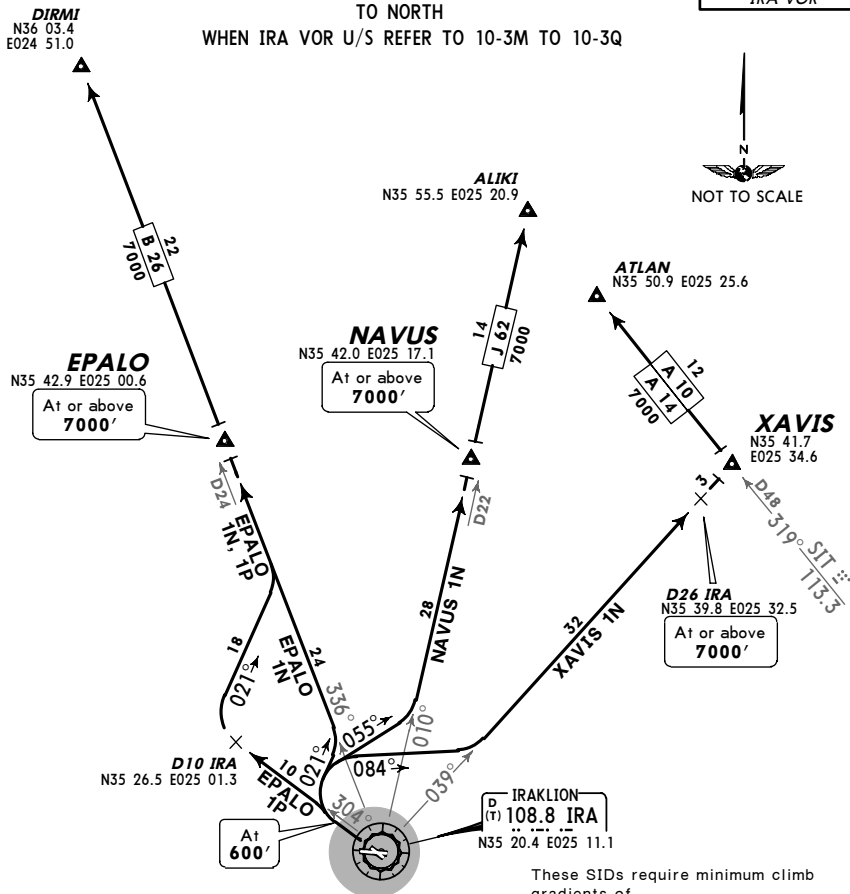 TO NORTH
WHEN IRA VOR U/S REFER TO 10-3M TO 10-3Q
IRA VOR
DIRMI
N36 03.4
E024 51.0
N
NOT TO SCALE
ALIKI
N35 55.5 E025 20.9
ATLAN
N35 50.9 E025 25.6
22
B 26
7000
14
J 62
7000
12
A 10
A 14
7000
EPALO
N35 42.9 E025 00.6
At or above
7000'
NAVUS
N35 42.0 E025 17.1
At or above
7000'
XAVIS
N35 41.7
E025 34.6
D24
EPALO
1N, 1P
D22
3
D48
319°
SIT
113.3
D26 IRA
N35 39.8 E025 32.5
At or above
7000'
28
NAVUS 1N
32
XAVIS 1N
18
021°
24
EPALO
1N
336°
010°
055°
021°
084°
039°
D10 IRA
N35 26.5 E025 01.3
10
EPALO
1P
304°
At
600'
IRAKLION
D
(T) 108.8 IRA
N35 20.4 E025 11.1
These SIDs require minimum climb
gradients of